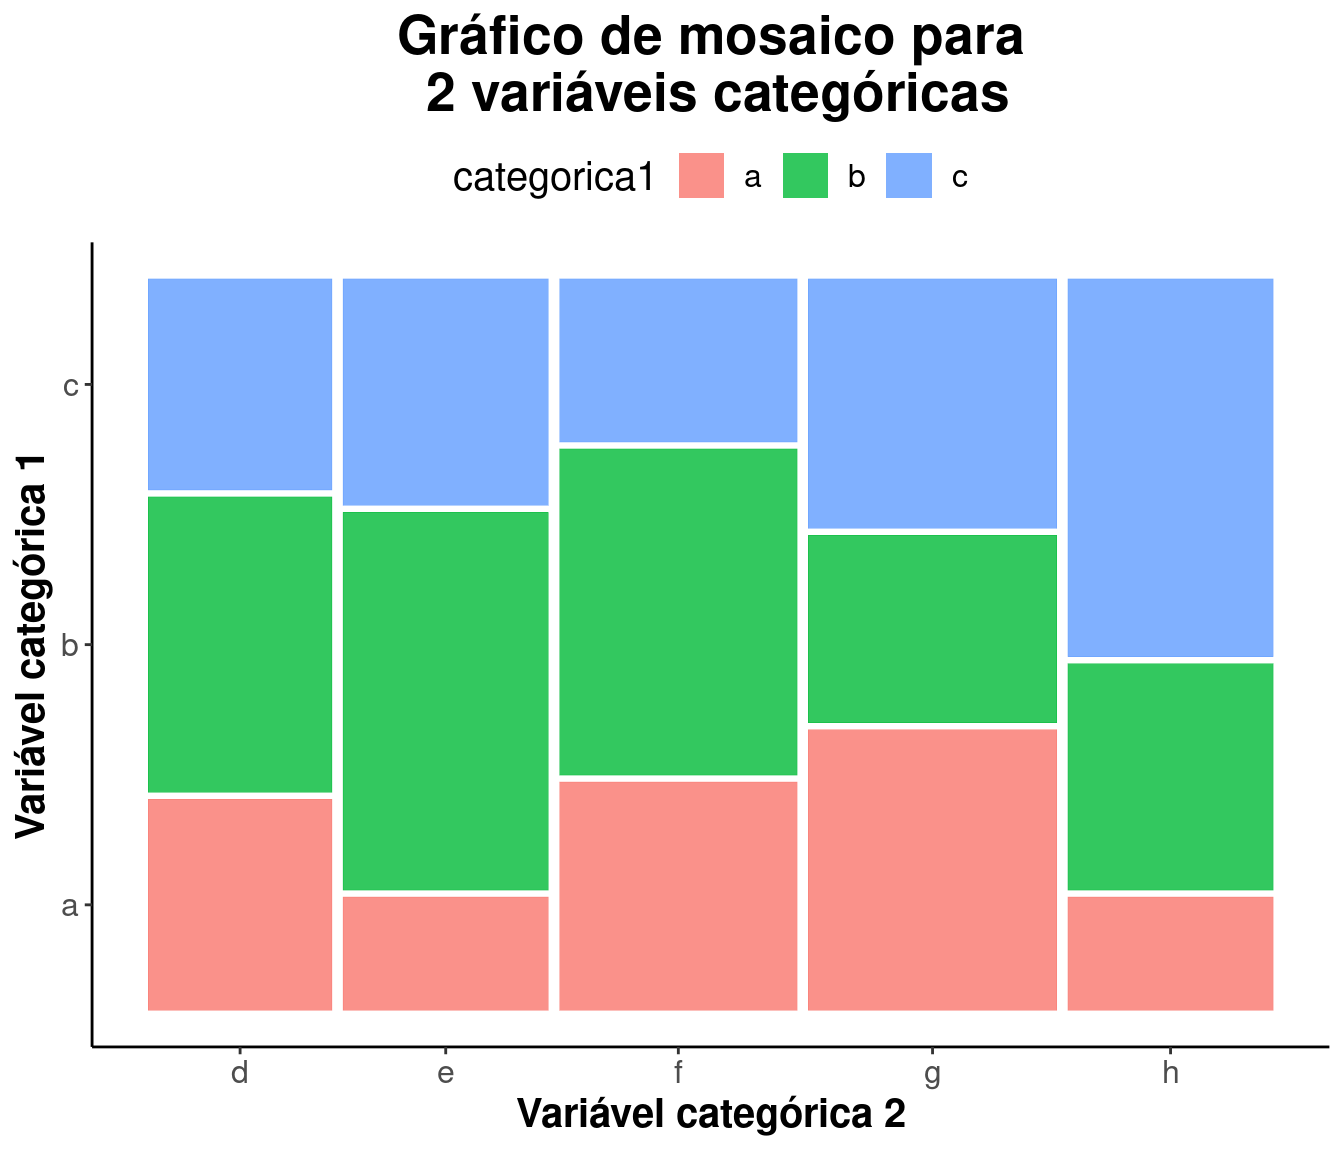 Gráfico de mosaico para
2 variáveis categóricas
categorica1 a b c
Variável categórica 1
c
b
a
d e f g h
Variável categórica 2